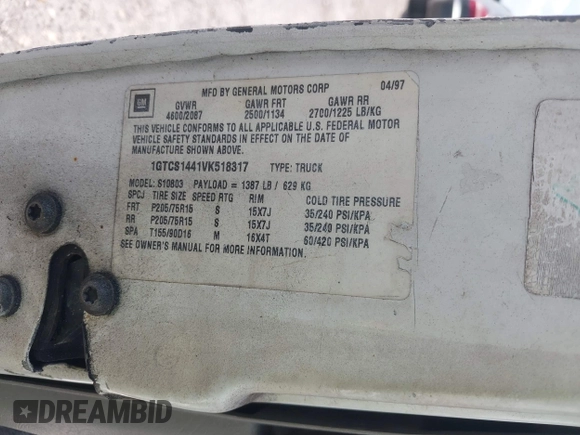 GM
MFD BY GENERAL MOTORS CORP 04/97
GVWR GAWR FRT GAWR RR
4600/2087 2500/1134 2700/1225 LB/KG
THIS VEHICLE CONFORMS TO ALL APPLICABLE U.S. FEDERAL MOTOR
VEHICLE SAFETY STANDARDS IN EFFECT ON THE DATE OF
MANUFACTURE SHOWN ABOVE.
1GTCS1441VK518317 TYPE: TRUCK
MODEL: S10803 PAYLOAD = 1387 LB / 629 KG
SPCJ TIRE SIZE SPEED RTG RIM COLD TIRE PRESSURE
FRT P205/75R15 S 15X7J 35/240 PSI/KPA
RR P205/75R15 S 15X7J 35/240 PSI/KPA
SPA T155/90D16 M 16X4T 60/420 PSI/KPA
SEE OWNER'S MANUAL FOR MORE INFORMATION.
DREAMBID